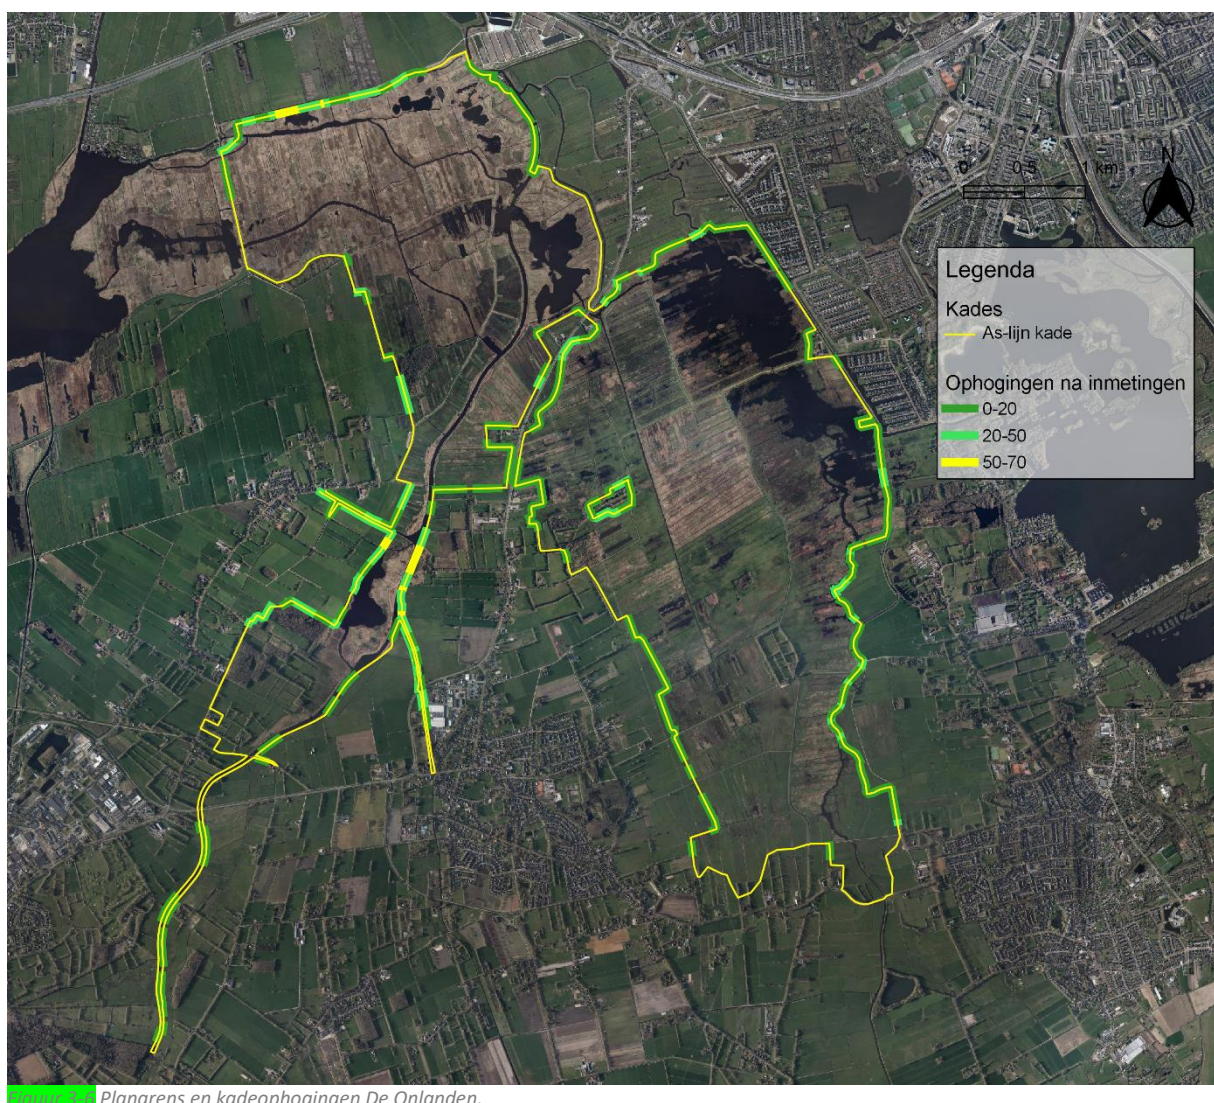 N
0 0,5 1 km
Legenda
Kades
As-lijn kade
Ophogingen na inmetingen
0-20
20-50
50-70
Figuur 3-6 Plangrens en kadeophogingen De Onlanden.